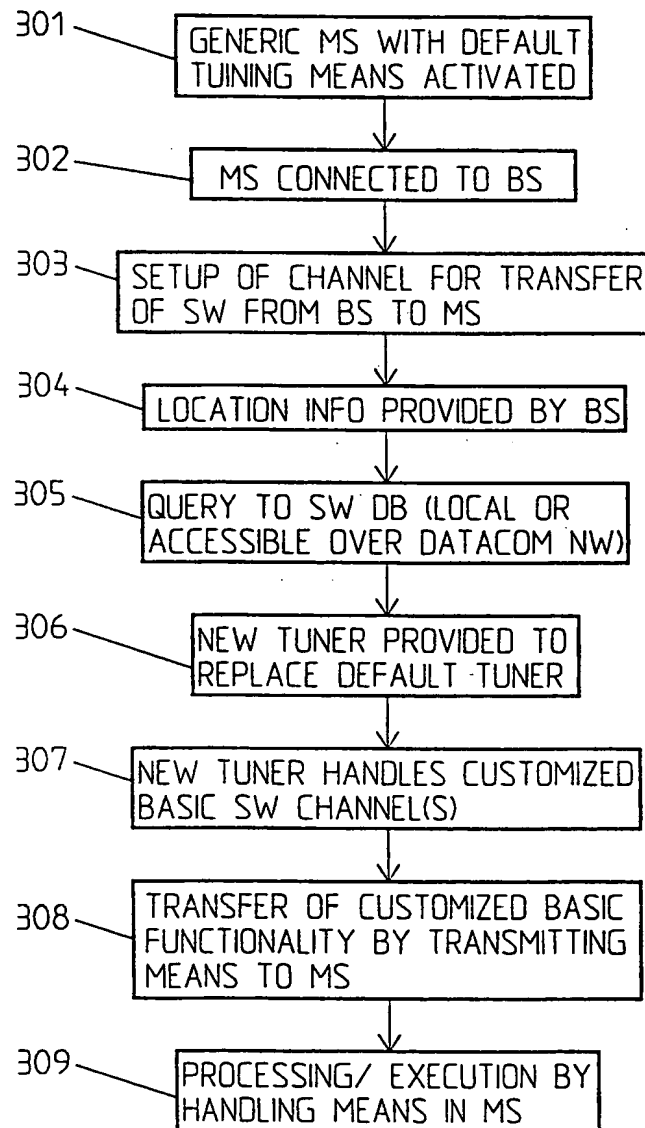 301
GENERIC MS WITH DEFAULT
TUINING MEANS ACTIVATED
302
MS CONNECTED TO BS
303
SETUP OF CHANNEL FOR TRANSFER
OF SW FROM BS TO MS
304
LOCATION INFO PROVIDED BY BS
305
QUERY TO SW DB (LOCAL OR
ACCESSIBLE OVER DATACOM NW)
306
NEW TUNER PROVIDED TO
REPLACE DEFAULT TUNER
307
NEW TUNER HANDLES CUSTOMIZED
BASIC SW CHANNEL(S)
308
TRANSFER OF CUSTOMIZED BASIC
FUNCTIONALITY BY TRANSMITTING
MEANS TO MS
309
PROCESSING/ EXECUTION BY
HANDLING MEANS IN MS